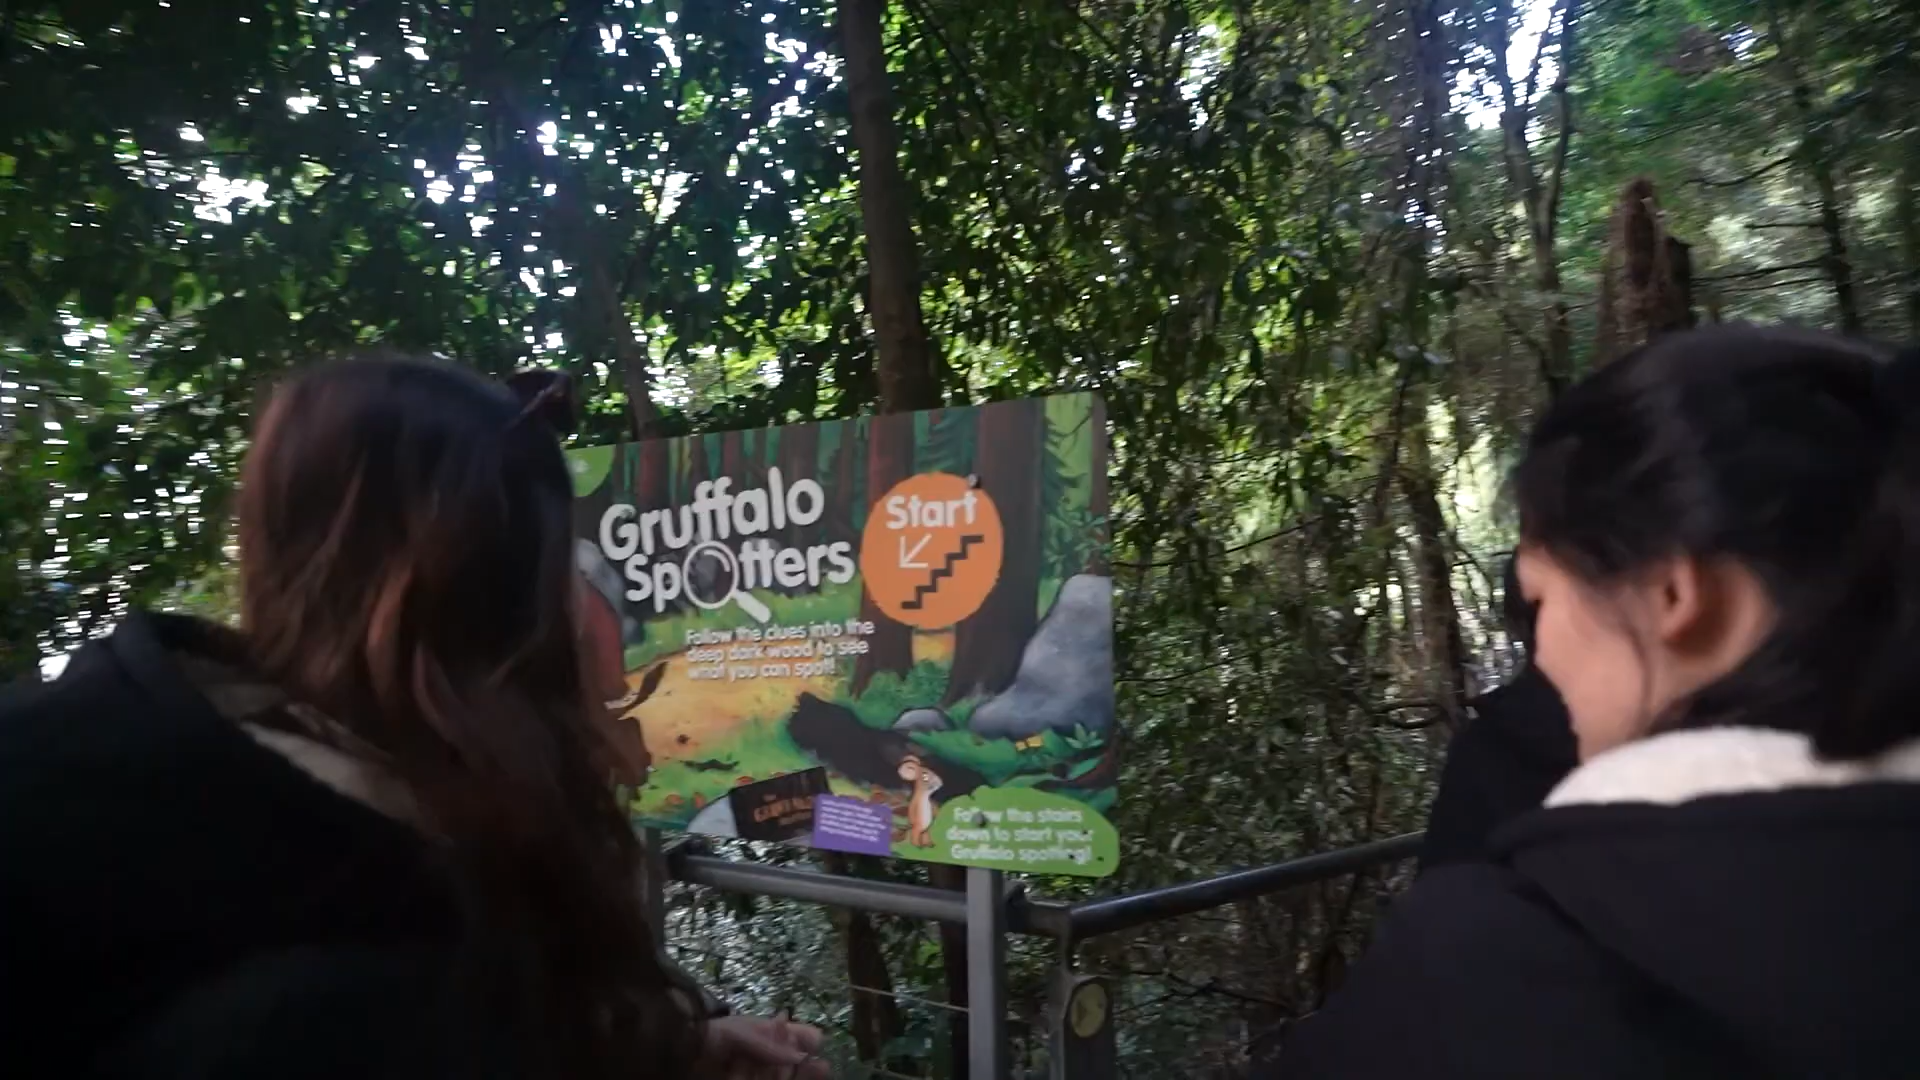 Gruffalo
Spotters
Start
Follow the clues into the
deep dark wood to see
what you can spot!
GRUFFALO
Follow the stairs
down to start your
Gruffalo spotting!